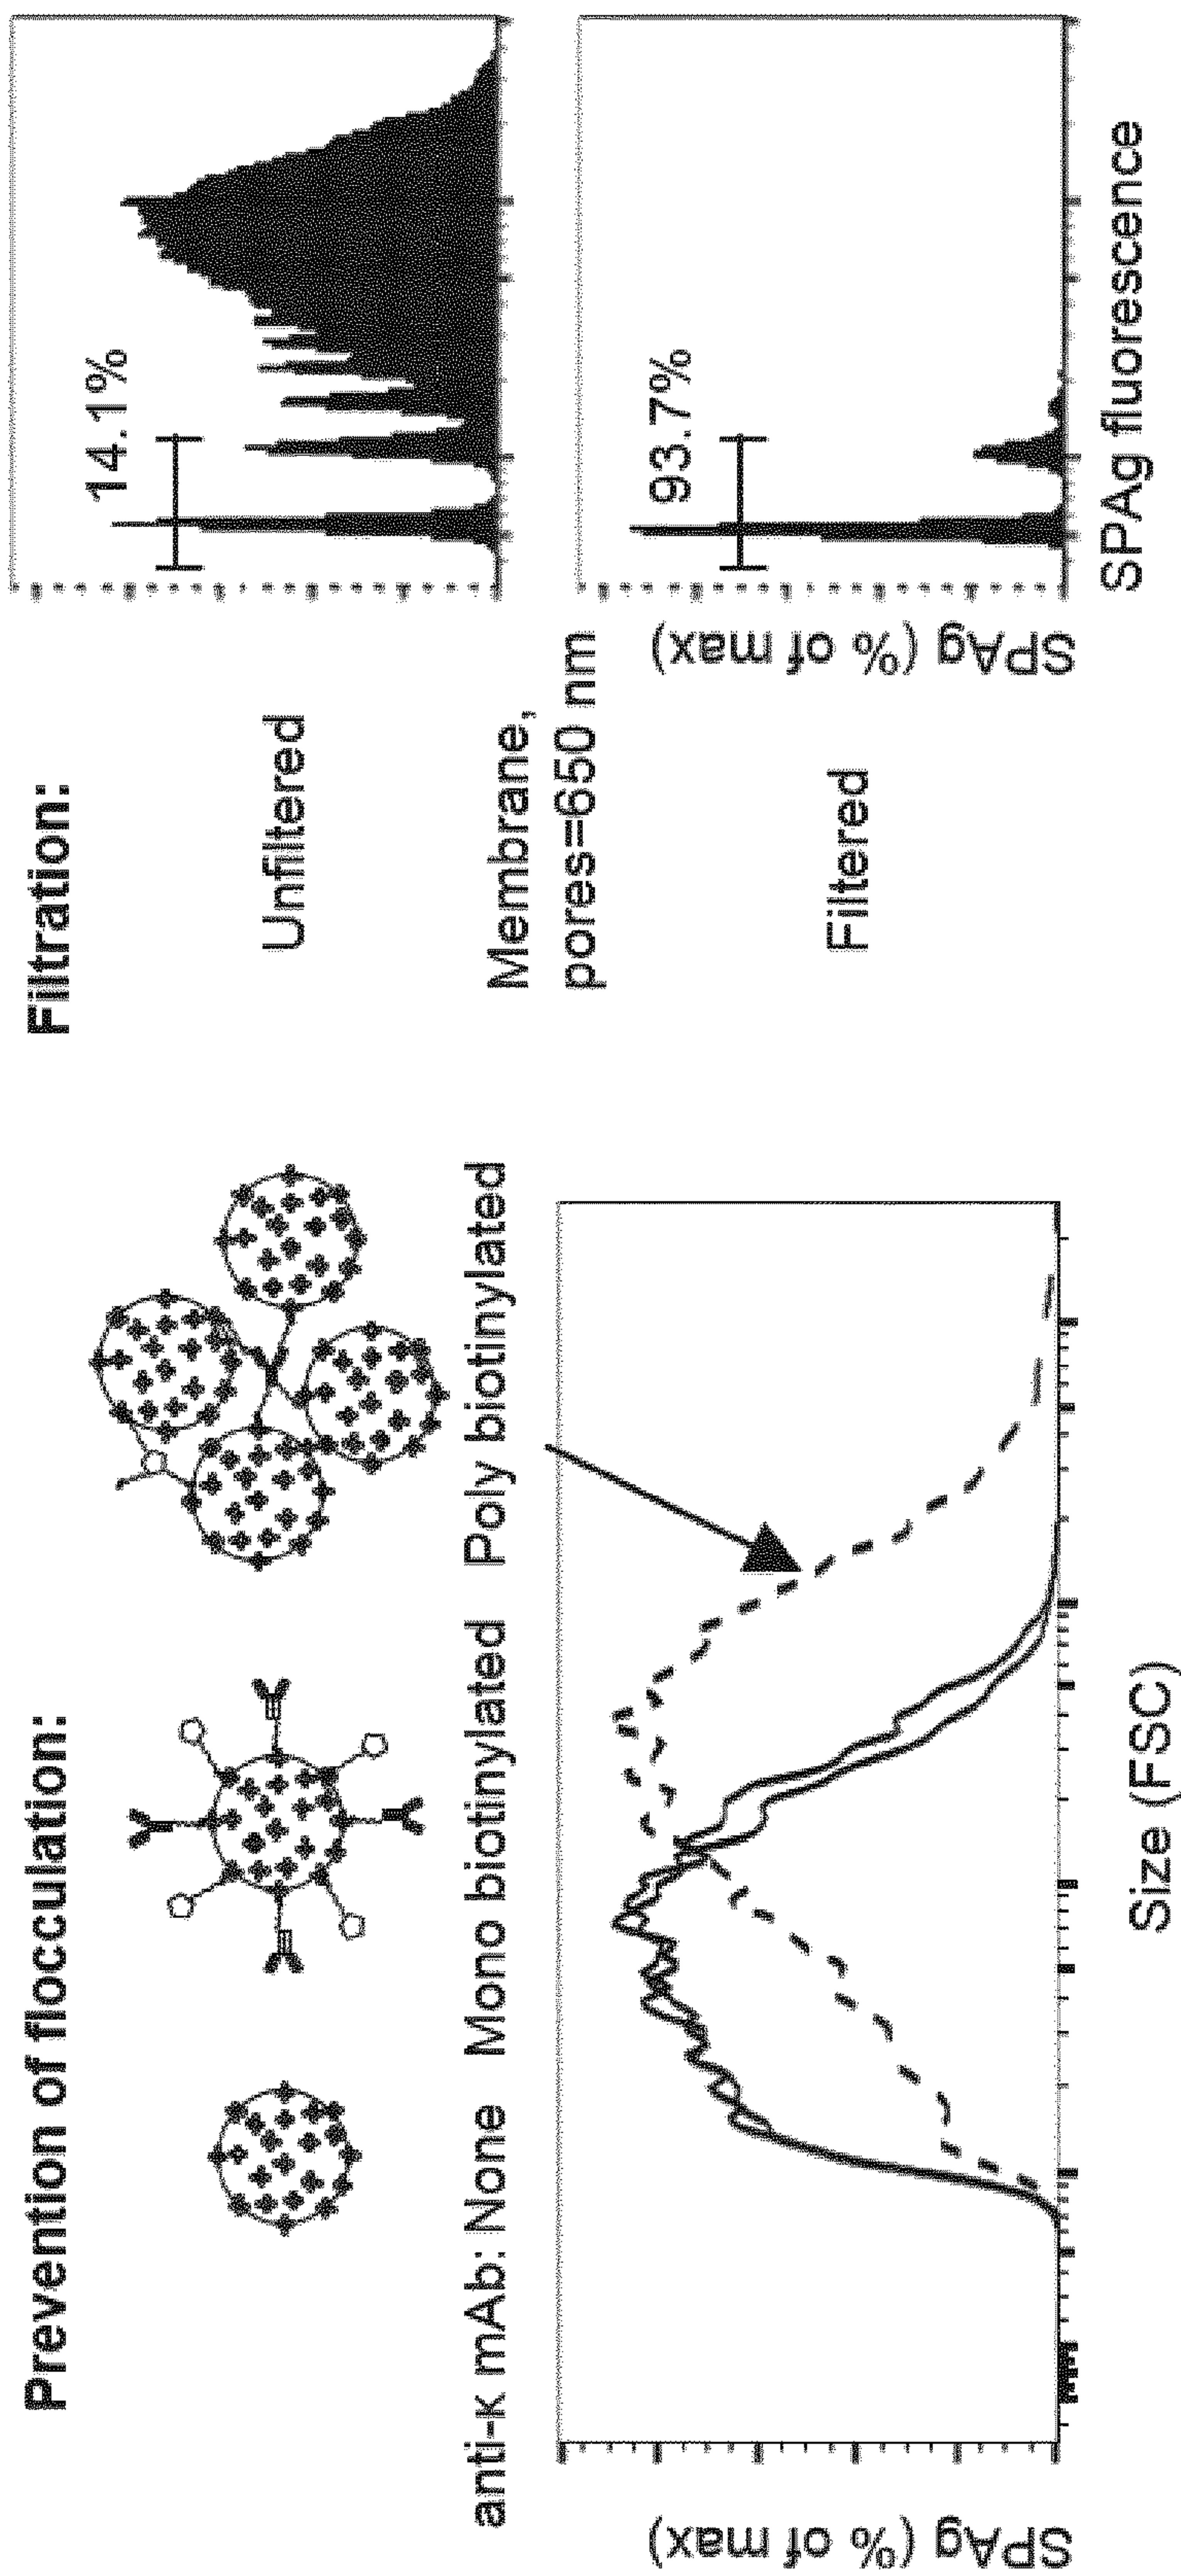 Prevention of flocculation:
anti-κ mAb: None Mono biotinylated Poly biotinylated
SPAg (% of max)
Size (FSC)
Filtration:
Unfiltered
14.1%
Membrane,
pores=650 nm
Filtered
93.7%
SPAg (% of max)
SPAg fluorescence